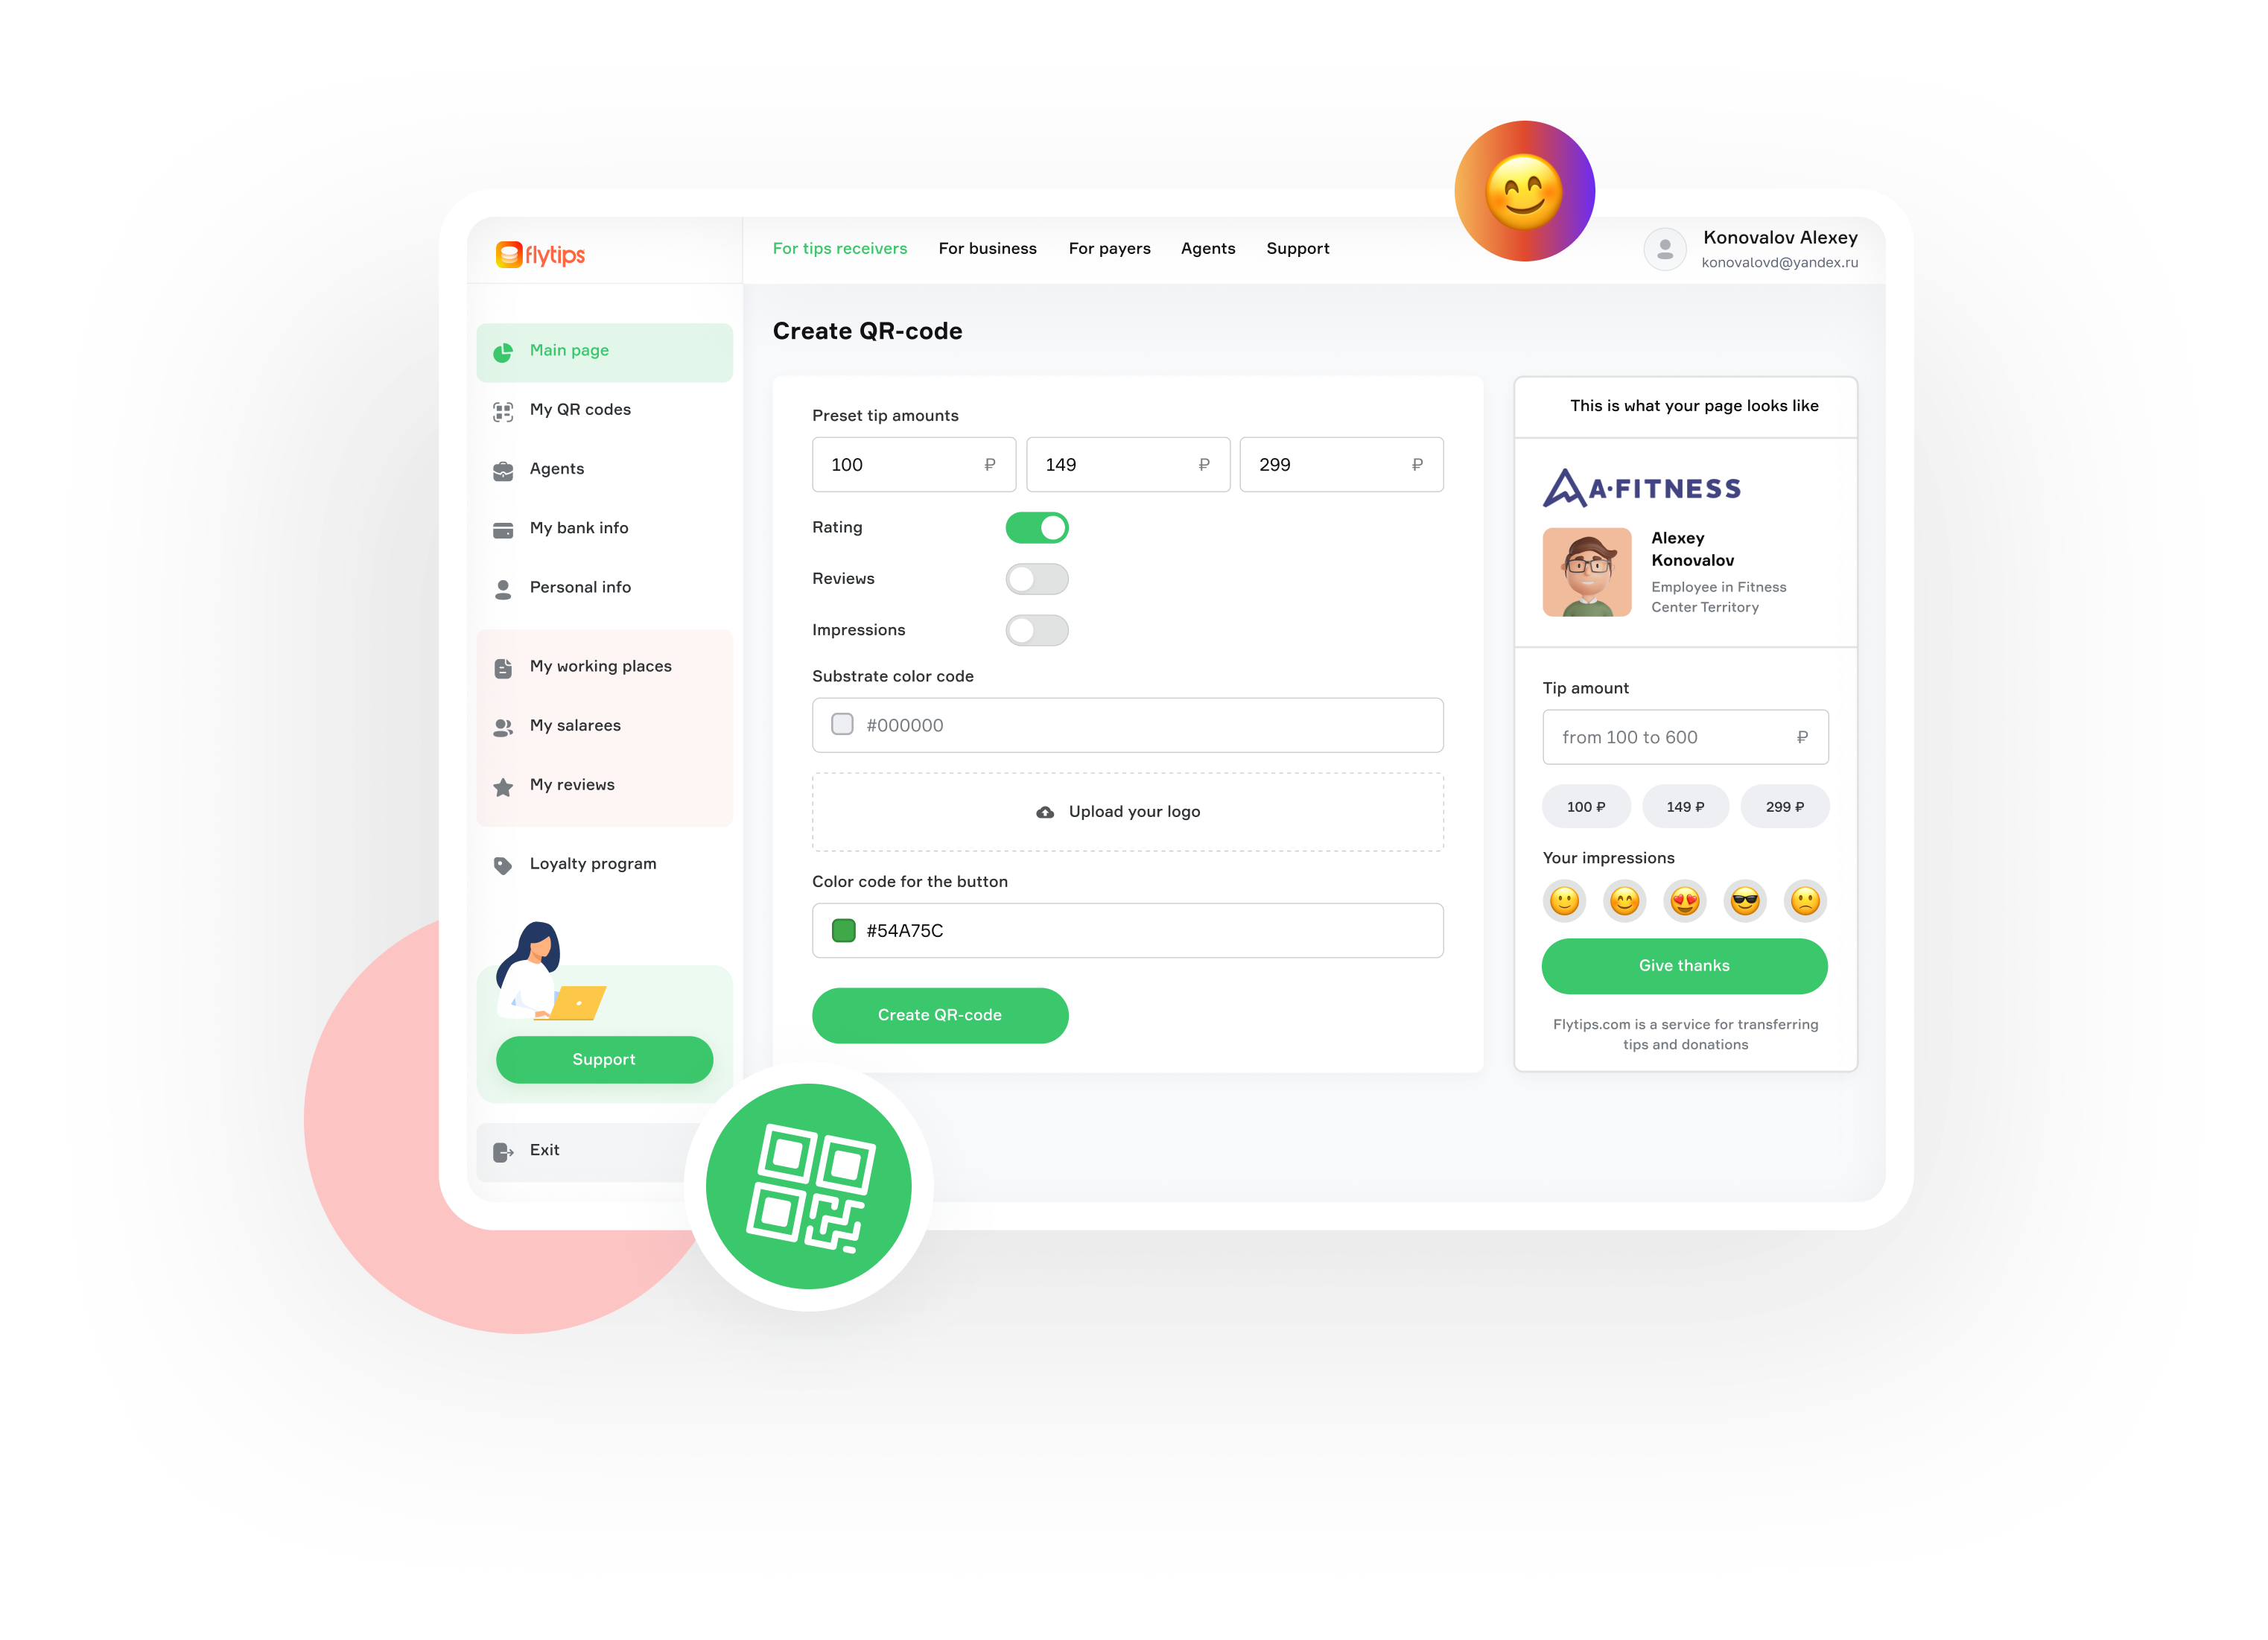 flytips
For tips receivers
For business
For payers
Agents
Support
Konovalov Alexey
konovalovd@yandex.ru
Main page
My QR codes
Agents
My bank info
Personal info
My working places
My salarees
My reviews
Loyalty program
Support
Exit
Create QR-code
Preset tip amounts
100 ₽
149 ₽
299 ₽
Rating
Reviews
Impressions
Substrate color code
#000000
Upload your logo
Color code for the button
#54A75C
Create QR-code
This is what your page looks like
A·FITNESS
Alexey
Konovalov
Employee in Fitness
Center Territory
Tip amount
from 100 to 600 ₽
100 ₽
149 ₽
299 ₽
Your impressions
Give thanks
Flytips.com is a service for transferring
tips and donations